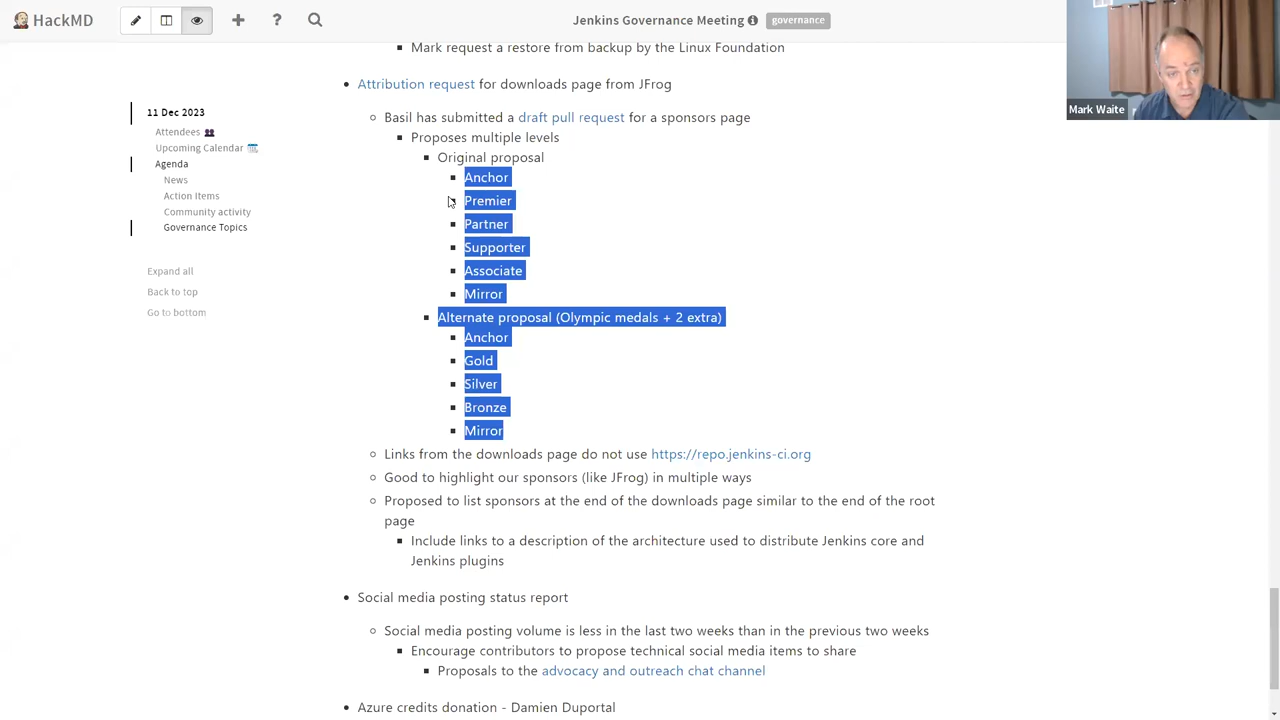 HackMD
Jenkins Governance Meeting
governance
Mark Waite
11 Dec 2023
Attendees
Upcoming Calendar
Agenda
News
Action Items
Community activity
Governance Topics
Expand all
Back to top
Go to bottom
Mark request a restore from backup by the Linux Foundation
Attribution request for downloads page from JFrog
Basil has submitted a draft pull request for a sponsors page
Proposes multiple levels
Original proposal
Anchor
Premier
Partner
Supporter
Associate
Mirror
Alternate proposal (Olympic medals + 2 extra)
Anchor
Gold
Silver
Bronze
Mirror
Links from the downloads page do not use https://repo.jenkins-ci.org
Good to highlight our sponsors (like JFrog) in multiple ways
Proposed to list sponsors at the end of the downloads page similar to the end of the root
page
Include links to a description of the architecture used to distribute Jenkins core and
Jenkins plugins
Social media posting status report
Social media posting volume is less in the last two weeks than in the previous two weeks
Encourage contributors to propose technical social media items to share
Proposals to the advocacy and outreach chat channel
Azure credits donation - Damien Duportal